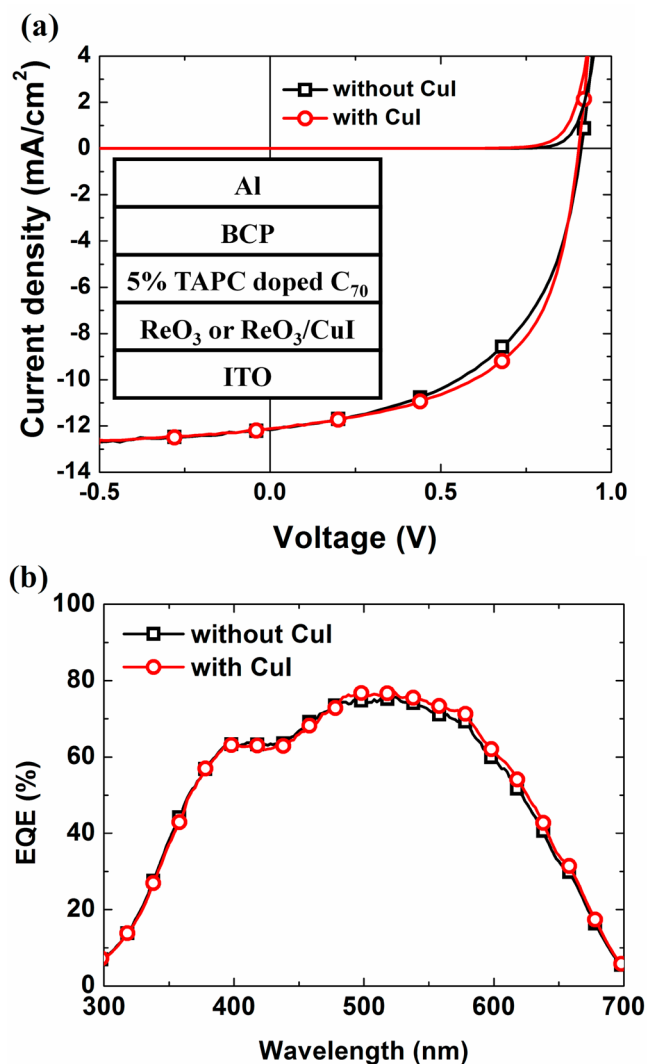 (a)
4
2
0
-2
-4
-6
-8
-10
-12
-14
Current density (mA/cm²)
without CuI
with CuI
Al
BCP
5% TAPC doped C₇₀
ReO₃ or ReO₃/CuI
ITO
-0.5
0.0
0.5
1.0
Voltage (V)
(b)
100
80
60
40
20
0
EQE (%)
without CuI
with CuI
300
400
500
600
700
Wavelength (nm)